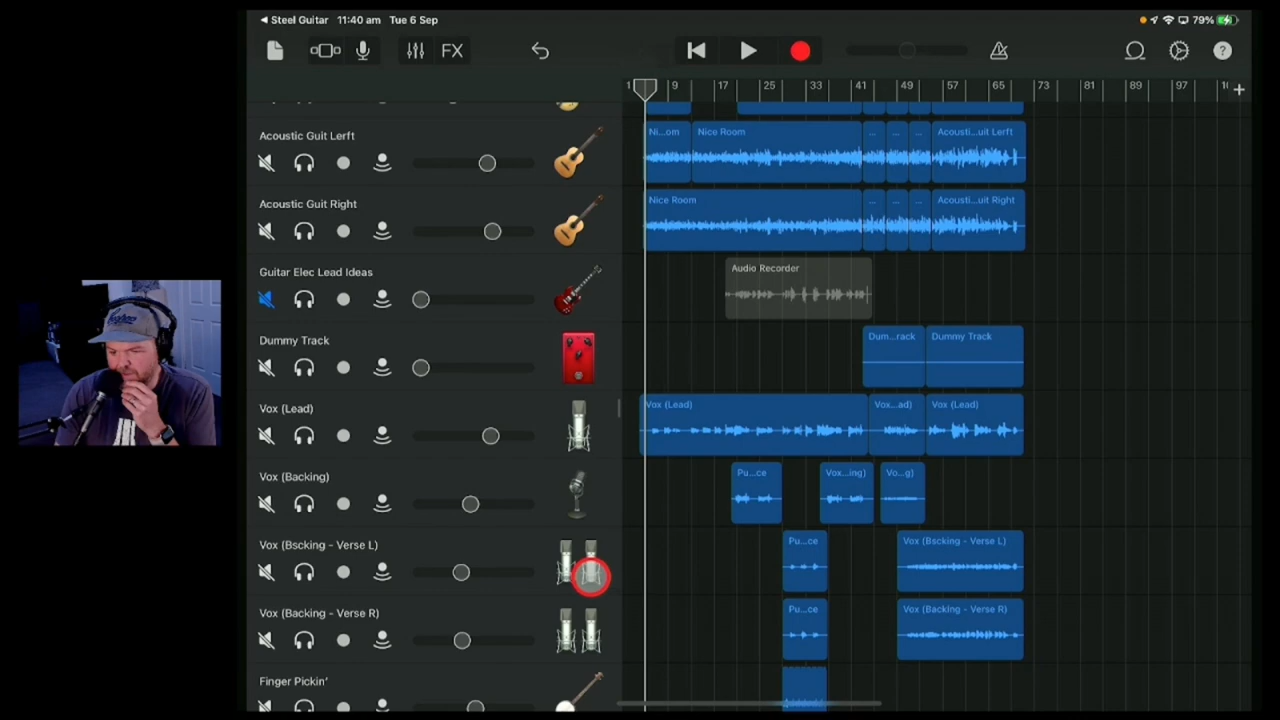 Steel Guitar 11:40 am Tue 6 Sep 79%
FX
1 9 17 25 33 41 49 57 65 73 81 89 97
Acoustic Guit Lerft
Ni...om Nice Room ... ... ... Acousti...uit Lerft
Acoustic Guit Right
Nice Room ... ... ... Acousti...uit Right
Guitar Elec Lead Ideas
Audio Recorder
Dummy Track
Dum...rack Dummy Track
Vox (Lead)
Vox (Lead) Vox...ad) Vox (Lead)
Vox (Backing)
Pu...ce Vox...ing) Vo...g)
Vox (Bscking - Verse L)
Pu...ce Vox (Bscking - Verse L)
Vox (Backing - Verse R)
Pu...ce Vox (Backing - Verse R)
Finger Pickin'